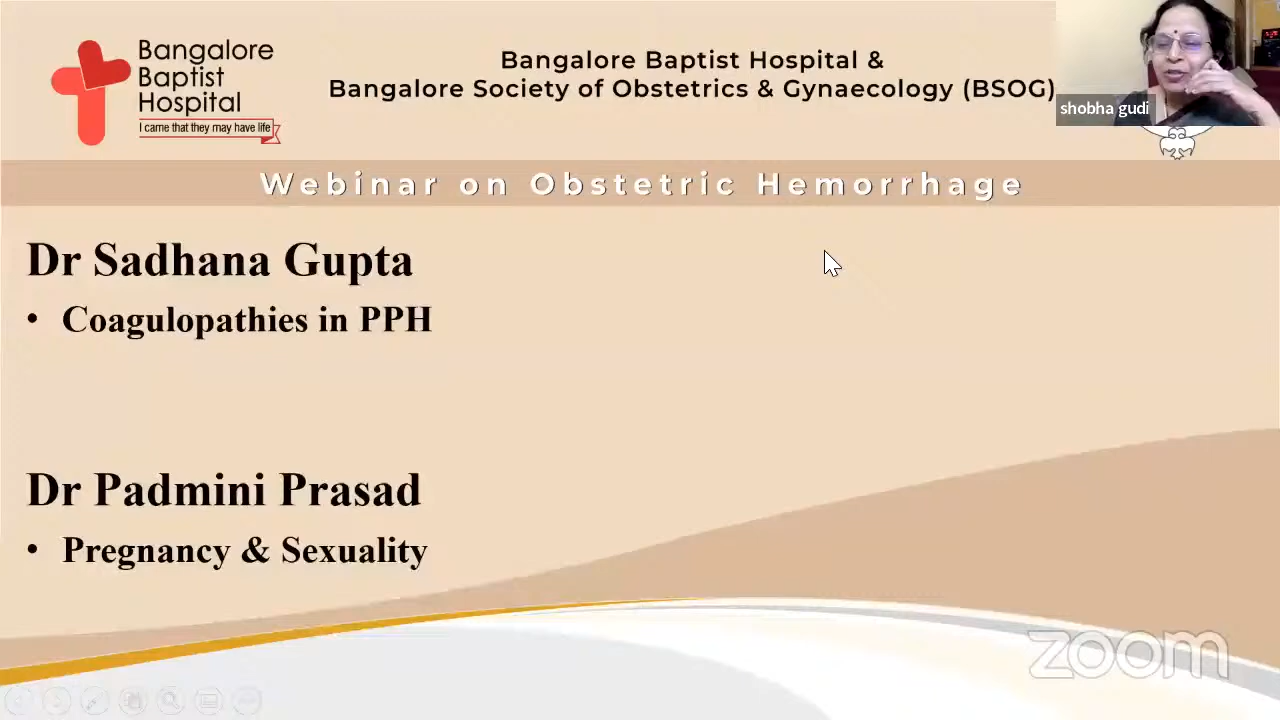 Bangalore
Baptist
Hospital
I came that they may have life
Bangalore Baptist Hospital &
Bangalore Society of Obstetrics & Gynaecology (BSOG)
shobha gudi
Webinar on Obstetric Hemorrhage
Dr Sadhana Gupta
• Coagulopathies in PPH
Dr Padmini Prasad
• Pregnancy & Sexuality
zoom